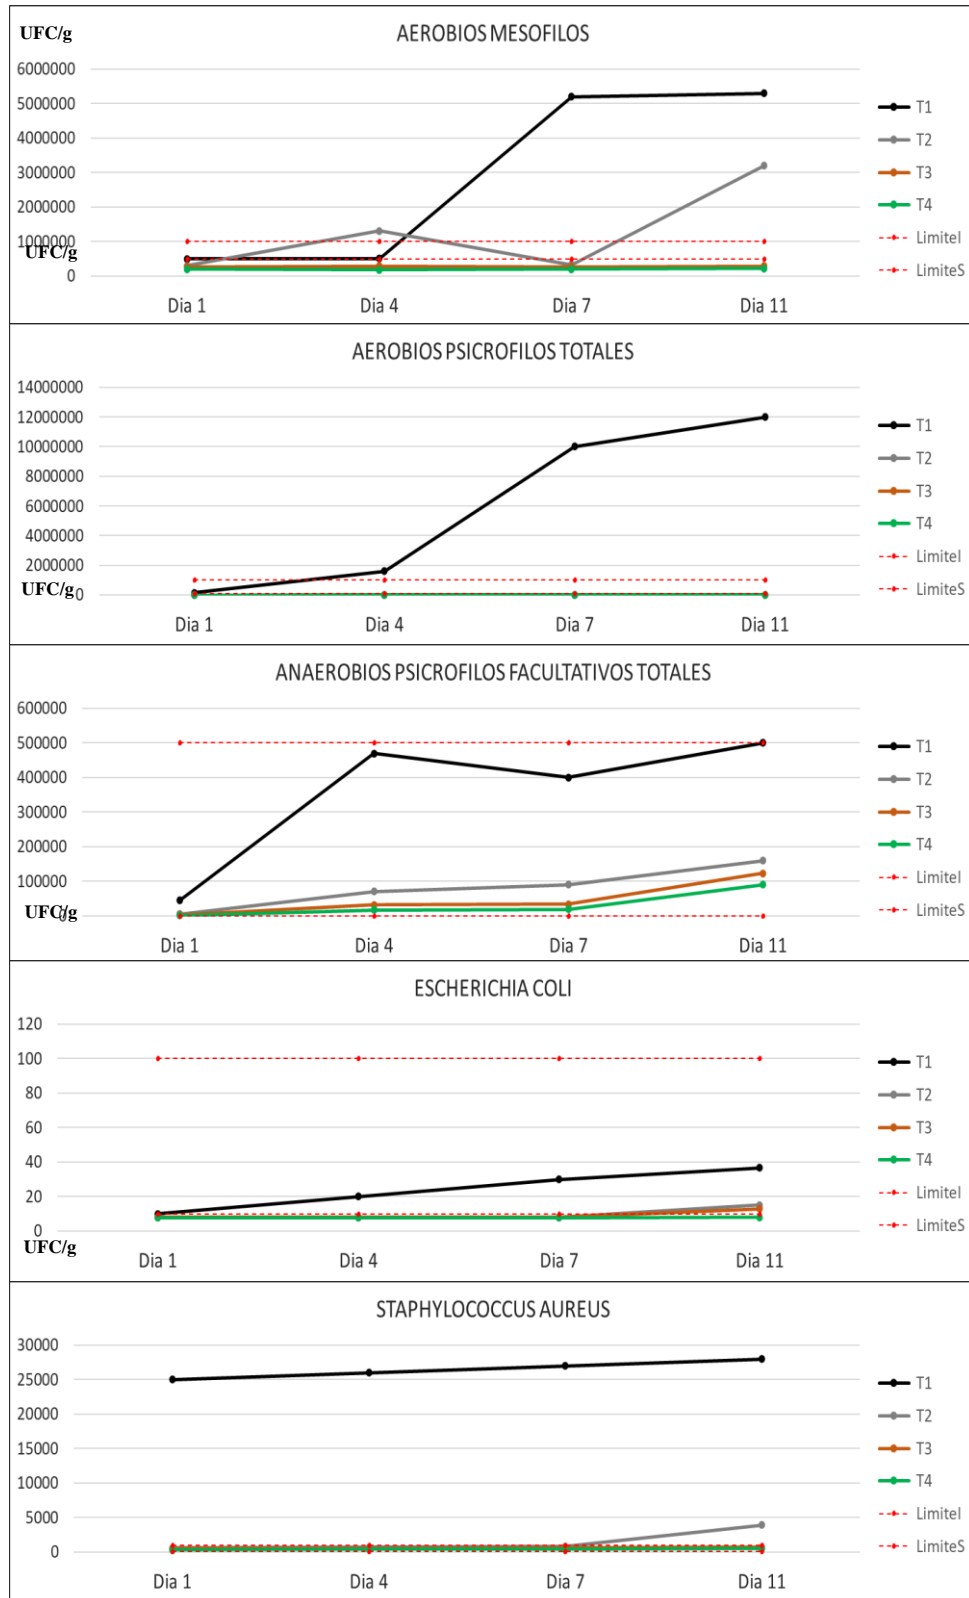 UFC/g
AEROBIOS MESOFILOS
6000000
5000000
4000000
3000000
2000000
1000000
UFC/g
0
Dia 1 Dia 4 Dia 7 Dia 11
T1
T2
T3
T4
LimiteI
LimiteS
AEROBIOS PSICROFILOS TOTALES
14000000
12000000
10000000
8000000
6000000
4000000
2000000
UFC/g
0
Dia 1 Dia 4 Dia 7 Dia 11
T1
T2
T3
T4
LimiteI
LimiteS
ANAEROBIOS PSICROFILOS FACULTATIVOS TOTALES
600000
500000
400000
300000
200000
100000
UFC/g
0
Dia 1 Dia 4 Dia 7 Dia 11
T1
T2
T3
T4
LimiteI
LimiteS
ESCHERICHIA COLI
120
100
80
60
40
20
0
UFC/g
Dia 1 Dia 4 Dia 7 Dia 11
T1
T2
T3
T4
LimiteI
LimiteS
STAPHYLOCOCCUS AUREUS
30000
25000
20000
15000
10000
5000
0
Dia 1 Dia 4 Dia 7 Dia 11
T1
T2
T3
T4
LimiteI
LimiteS